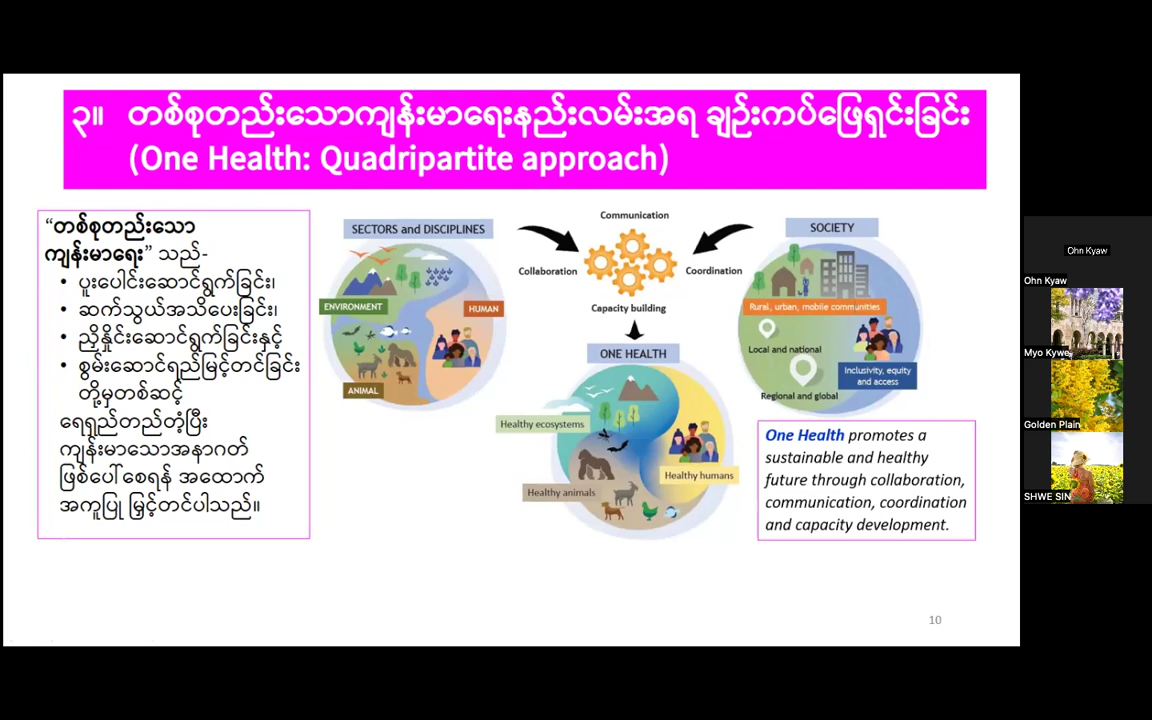 ၃။ တစ်စုတည်းသောကျန်းမာရေးနည်းလမ်းအရ ချဉ်းကပ်ဖြေရှင်းခြင်း
(One Health: Quadripartite approach)
“တစ်စုတည်းသော
ကျန်းမာရေး” သည်-
• ပူးပေါင်းဆောင်ရွက်ခြင်း၊
• ဆက်သွယ်အသိပေးခြင်း၊
• ညှိနှိုင်းဆောင်ရွက်ခြင်းနှင့်
• စွမ်းဆောင်ရည်မြှင့်တင်ခြင်း
တို့မှတစ်ဆင့်
ရေရှည်တည်တံ့ပြီး
ကျန်းမာသောအနာဂတ်
ဖြစ်ပေါ်စေရန် အထောက်
အကူပြု မြှင့်တင်ပါသည်။
SECTORS and DISCIPLINES
ENVIRONMENT
HUMAN
ANIMAL
Communication
Collaboration
Coordination
Capacity building
ONE HEALTH
Healthy ecosystems
Healthy humans
Healthy animals
SOCIETY
Rural, urban, mobile communities
Local and national
Inclusivity, equity
and access
Regional and global
One Health promotes a
sustainable and healthy
future through collaboration,
communication, coordination
and capacity development.
10
Ohn Kyaw
Ohn Kyaw
Myo Kywe
Golden Plain
SHWE SIN